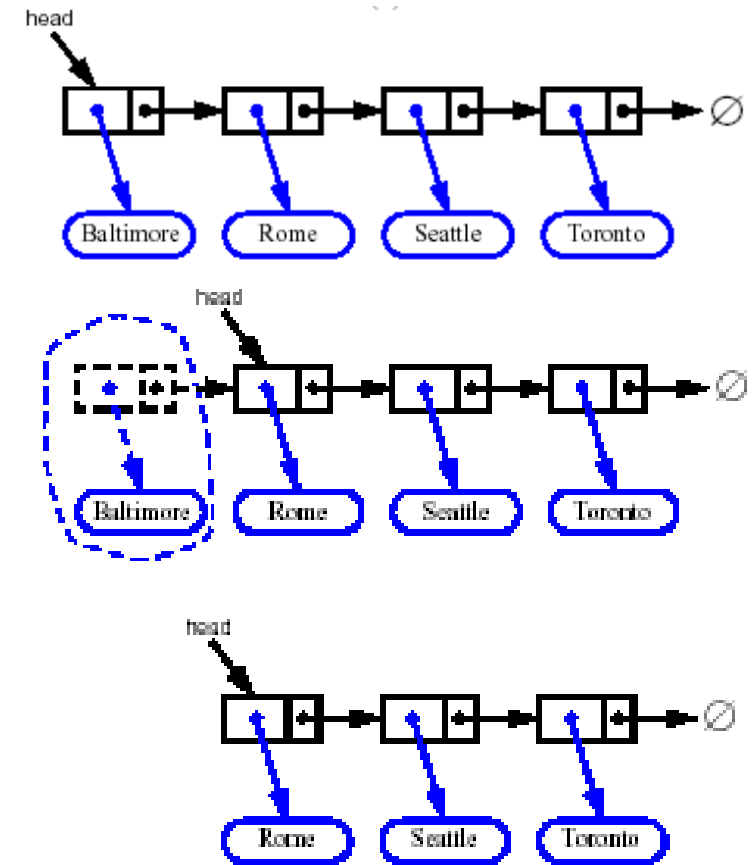 head
∅
Baltimore Rome Seattle Toronto
head
∅
Baltimore Rome Seattle Toronto
head
∅
Rome Seattle Toronto